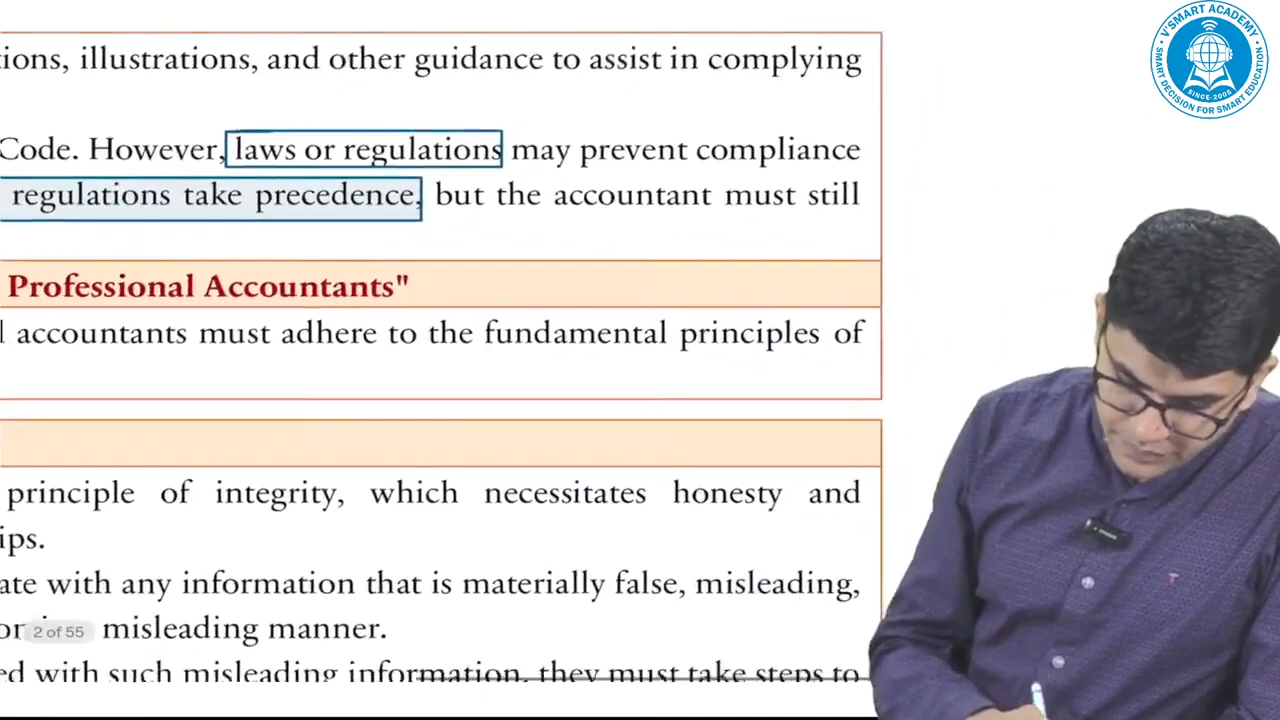 V'SMART ACADEMY
SMART DECISION FOR SMART EDUCATION
SINCE-2005
tions, illustrations, and other guidance to assist in complying
Code. However, laws or regulations may prevent compliance
regulations take precedence, but the accountant must still
Professional Accountants"
accountants must adhere to the fundamental principles of
principle of integrity, which necessitates honesty and
ips.
ate with any information that is materially false, misleading,
2 of 55 misleading manner.
ed with such misleading information, they must take steps to